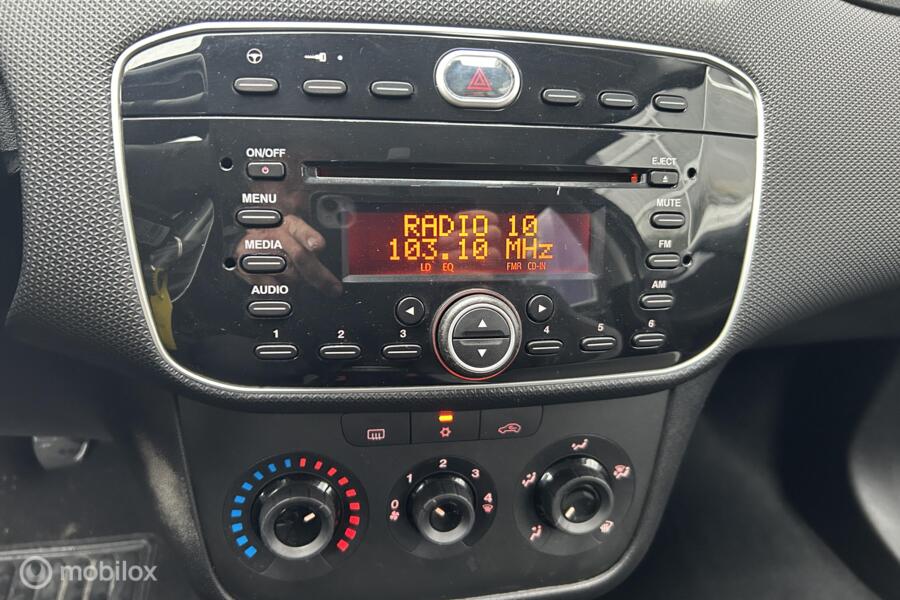 ON/OFF
EJECT
MENU
MUTE
RADIO 10
103.10 MHz
MEDIA
FM
LD EQ FMR CD-IN
AUDIO
AM
1 2 3 4 5 6
0 1 2 3 4
mobilox